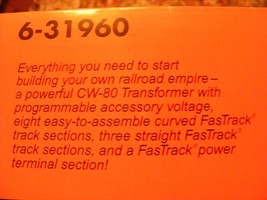 6-31960
Everything you need to start
building your own railroad empire–
a powerful CW-80 Transformer with
programmable accessory voltage,
eight easy-to-assemble curved FasTrack®
track sections, three straight FasTrack®
track sections, and a FasTrack® power
terminal section!